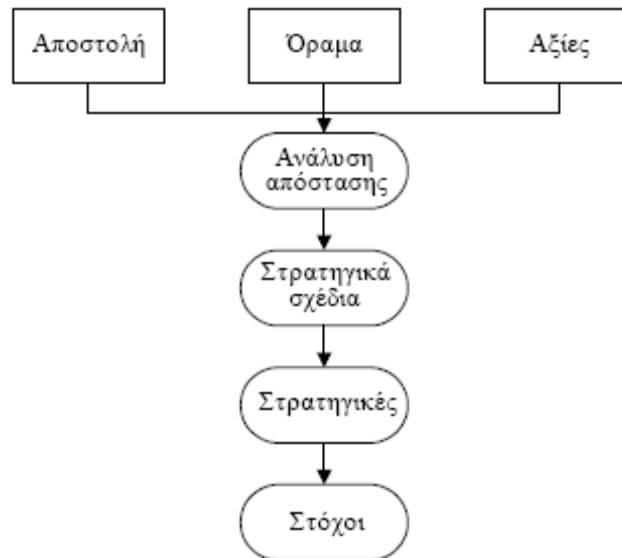 Αποστολή
Όραμα
Αξίες
Ανάλυση
απόστασης
Στρατηγικά
σχέδια
Στρατηγικές
Στόχοι